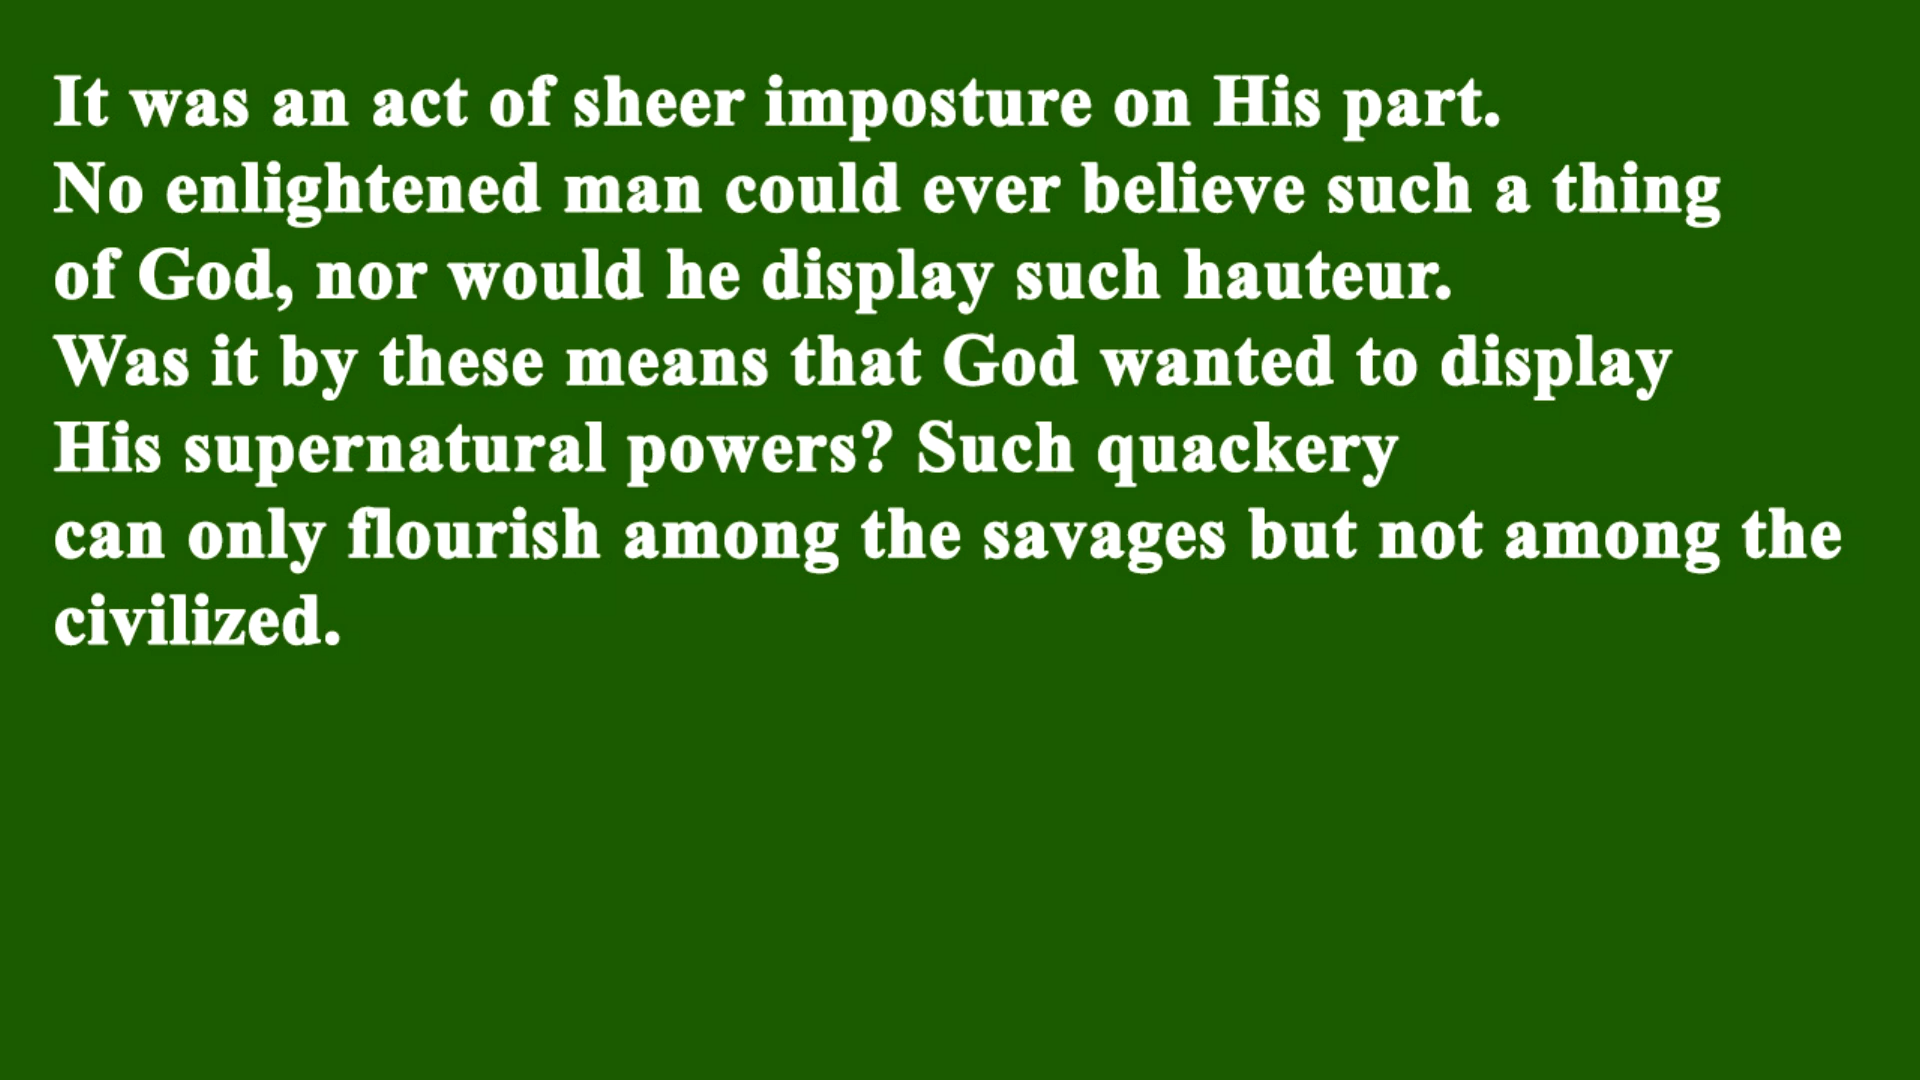 It was an act of sheer imposture on His part.
No enlightened man could ever believe such a thing
of God, nor would he display such hauteur.
Was it by these means that God wanted to display
His supernatural powers? Such quackery
can only flourish among the savages but not among the
civilized.